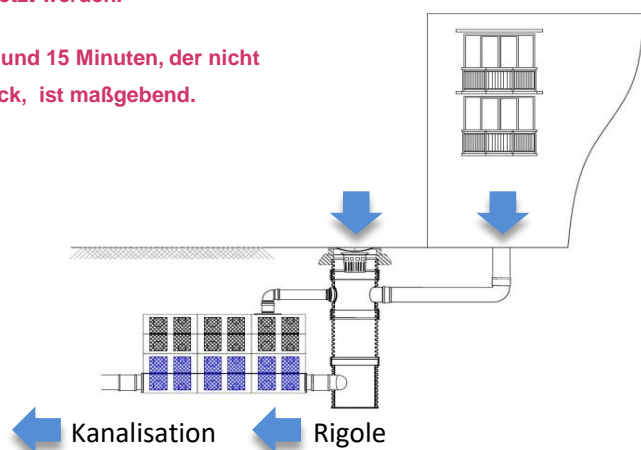 und 15 Minuten, der nicht
ck, ist maßgebend.
Kanalisation
Rigole